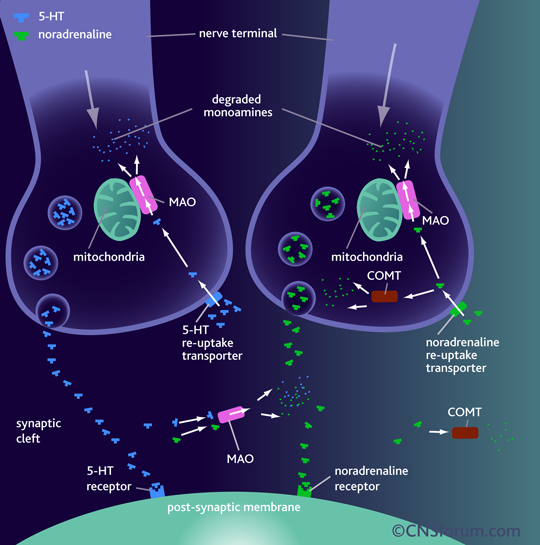 5-HT
noradrenaline
nerve terminal
degraded
monoamines
MAO
mitochondria
5-HT
re-uptake
transporter
MAO
mitochondria
COMT
noradrenaline
re-uptake
transporter
synaptic
cleft
MAO
COMT
5-HT
receptor
noradrenaline
receptor
post-synaptic membrane
©CNSforum.com